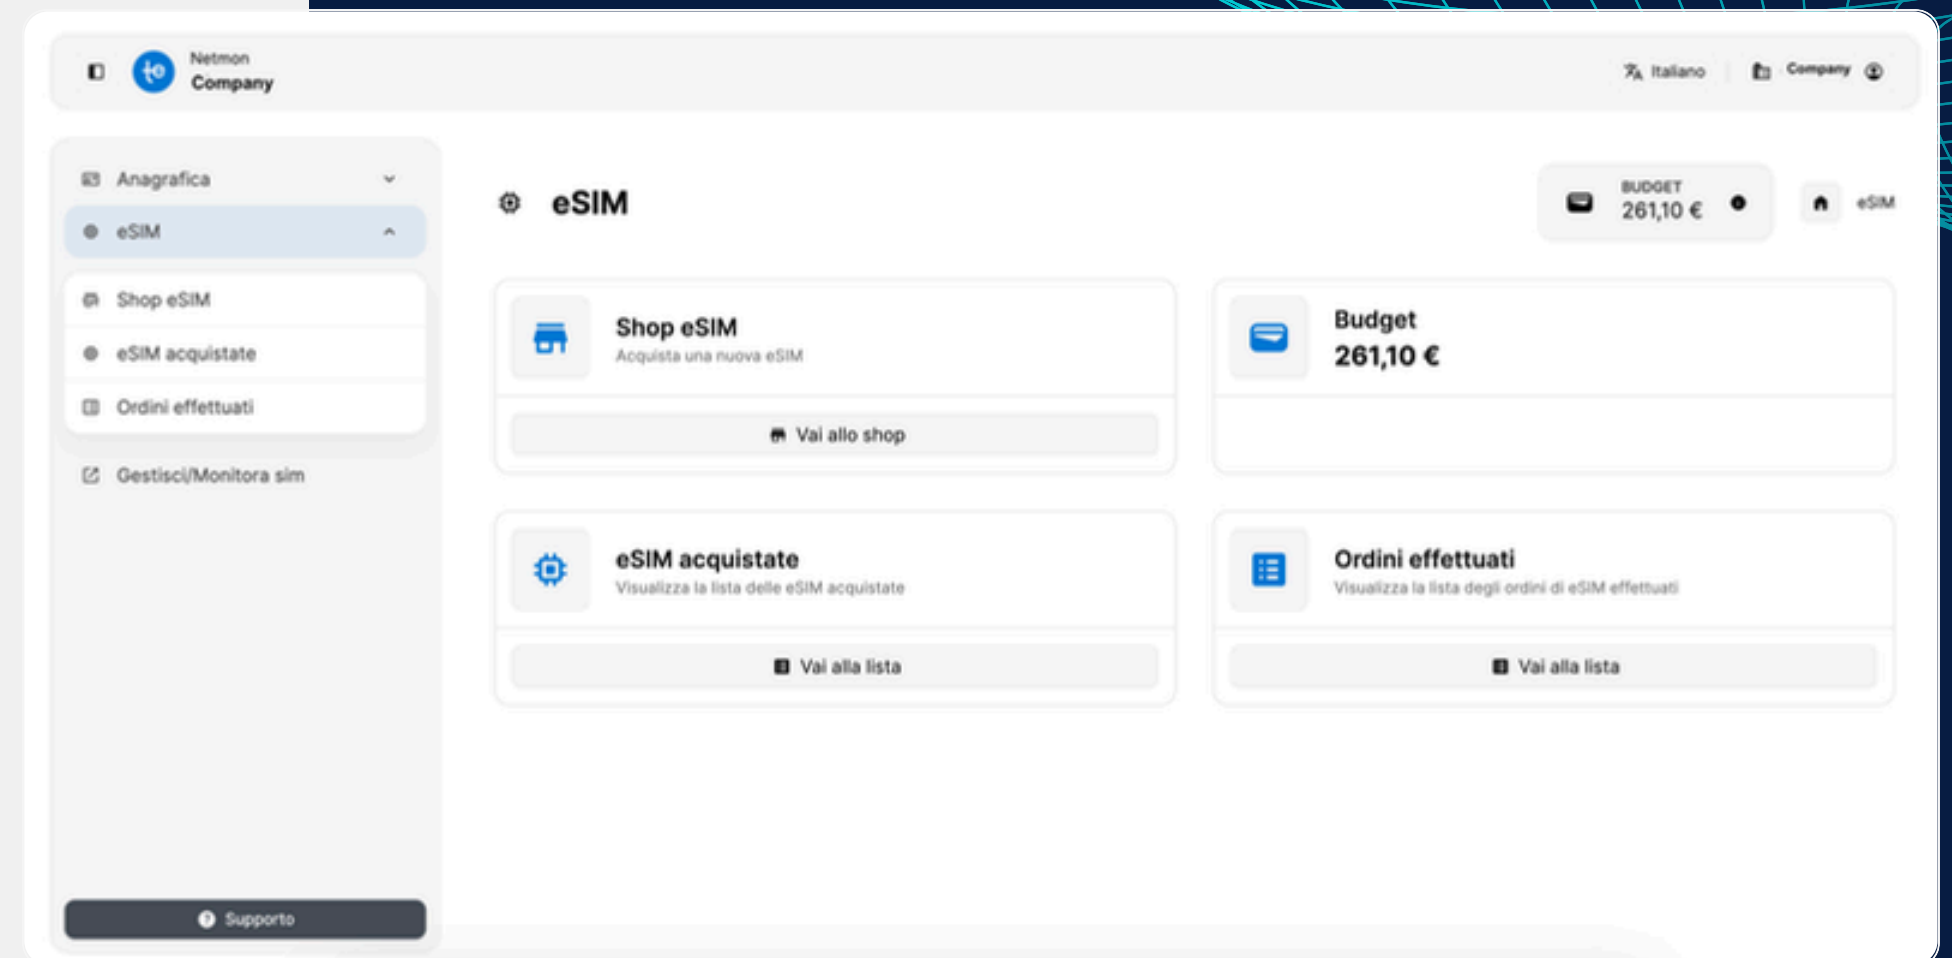 te
Netmon
Company
Italiano
Company
Anagrafica
eSIM
Shop eSIM
eSIM acquistate
Ordini effettuati
Gestisci/Monitora sim
Supporto
eSIM
BUDGET
261,10 €
eSIM
Shop eSIM
Acquista una nuova eSIM
Vai allo shop
Budget
261,10 €
eSIM acquistate
Visualizza la lista delle eSIM acquistate
Vai alla lista
Ordini effettuati
Visualizza la lista degli ordini di eSIM effettuati
Vai alla lista